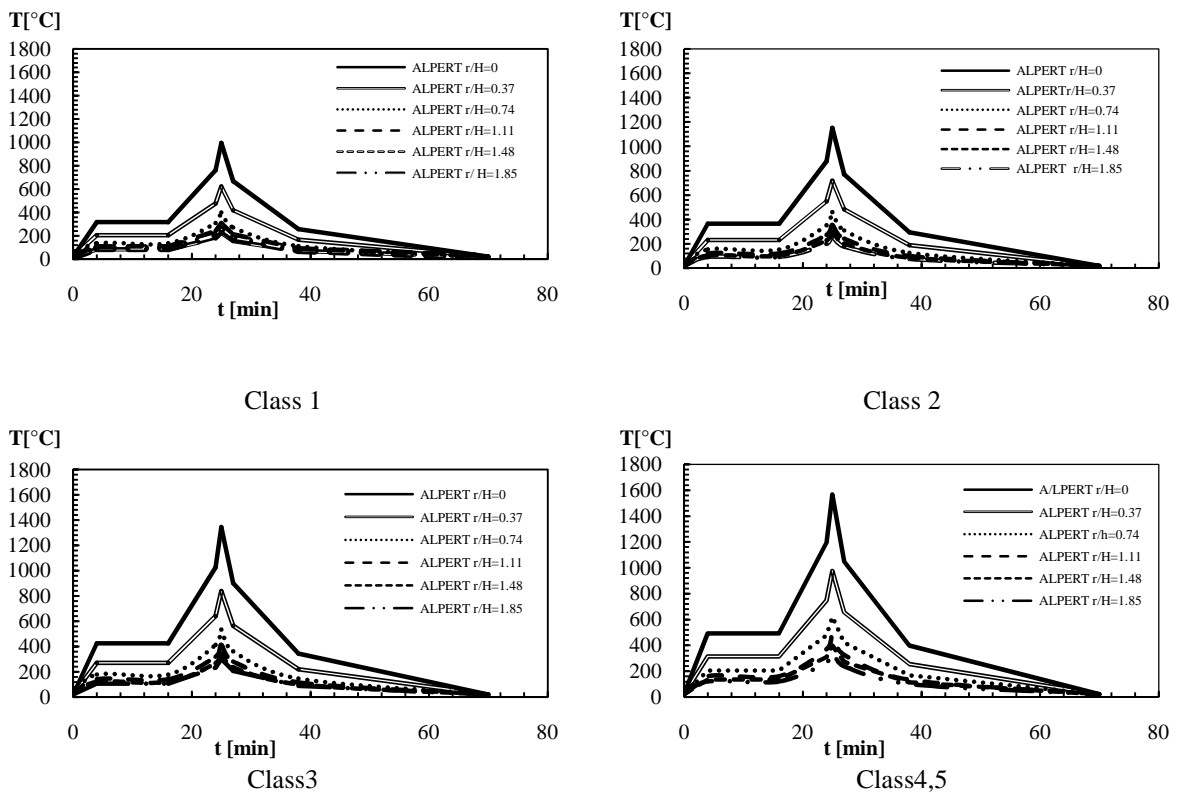 T[°C]
1800
1600
1400
1200
1000
800
600
400
200
0
0 20 40 60 80
t [min]
ALPERT r/H=0
ALPERT r/H=0.37
ALPERT r/H=0.74
ALPERT r/H=1.11
ALPERT r/H=1.48
ALPERT r/ H=1.85
Class 1
T[°C]
1800
1600
1400
1200
1000
800
600
400
200
0
0 20 40 60 80
t [min]
ALPERT r/H=0
ALPERTr/H=0.37
ALPERT r/H=0.74
ALPERT r/H=1.11
ALPERT r/H=1.48
ALPERT r/H=1.85
Class 2
T[°C]
1800
1600
1400
1200
1000
800
600
400
200
0
0 20 40 60 80
t [min]
ALPERT r/H=0
ALPERT r/H=0.37
ALPERT r/H=0.74
ALPERT r/H=1.11
ALPERT r/H=1.48
ALPERT r/H=1.85
Class3
T[°C]
1800
1600
1400
1200
1000
800
600
400
200
0
0 20 40 60 80
t [min]
A/LPERT r/H=0
ALPERT r/H=0.37
ALPERT r/h=0.74
ALPERT r/H=1.11
ALPERT r/H=1.48
ALPERT r/H=1.85
Class4,5